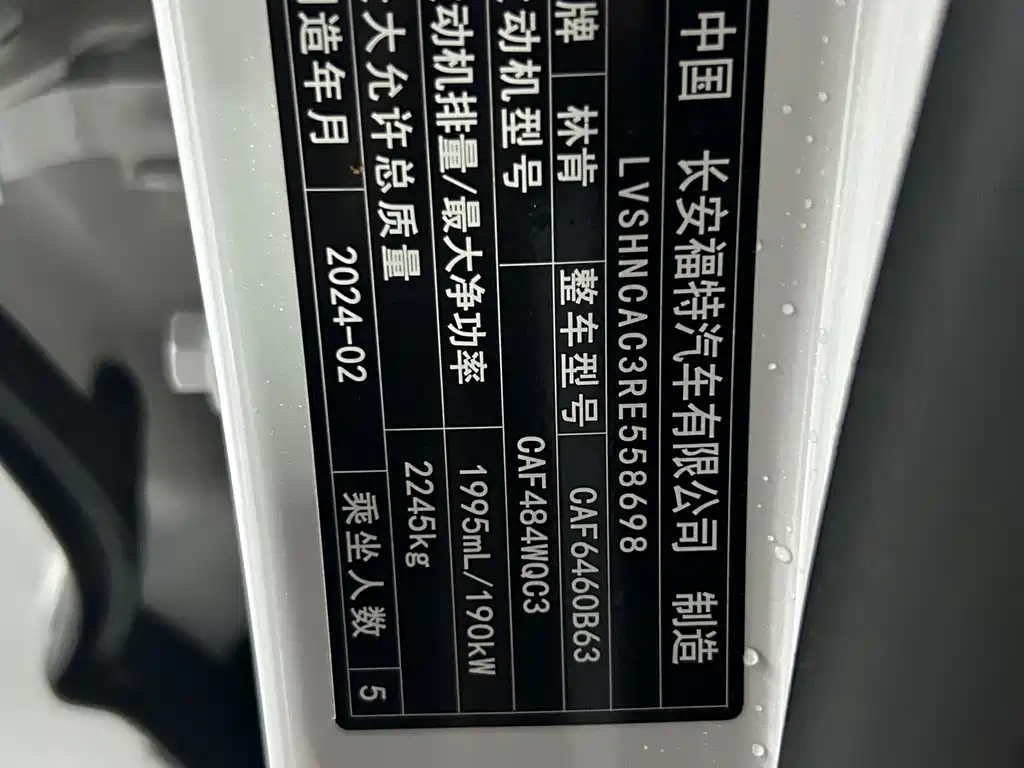 中国 长安福特汽车有限公司 制造
LVSHNCAC3RE558698
牌 林肯 整车型号 CAF6460B63
动机型号 CAF484WQC3
动机排量/最大净功率 1995mL/190kW
大允许总质量 2245kg
造年月 2024-02 乘坐人数 5